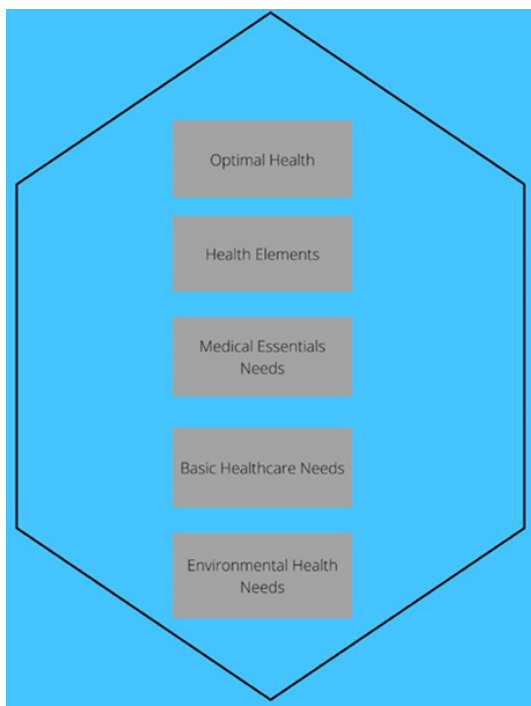 Optimal Health
Health Elements
Medical Essentials
Needs
Basic Healthcare Needs
Environmental Health
Needs